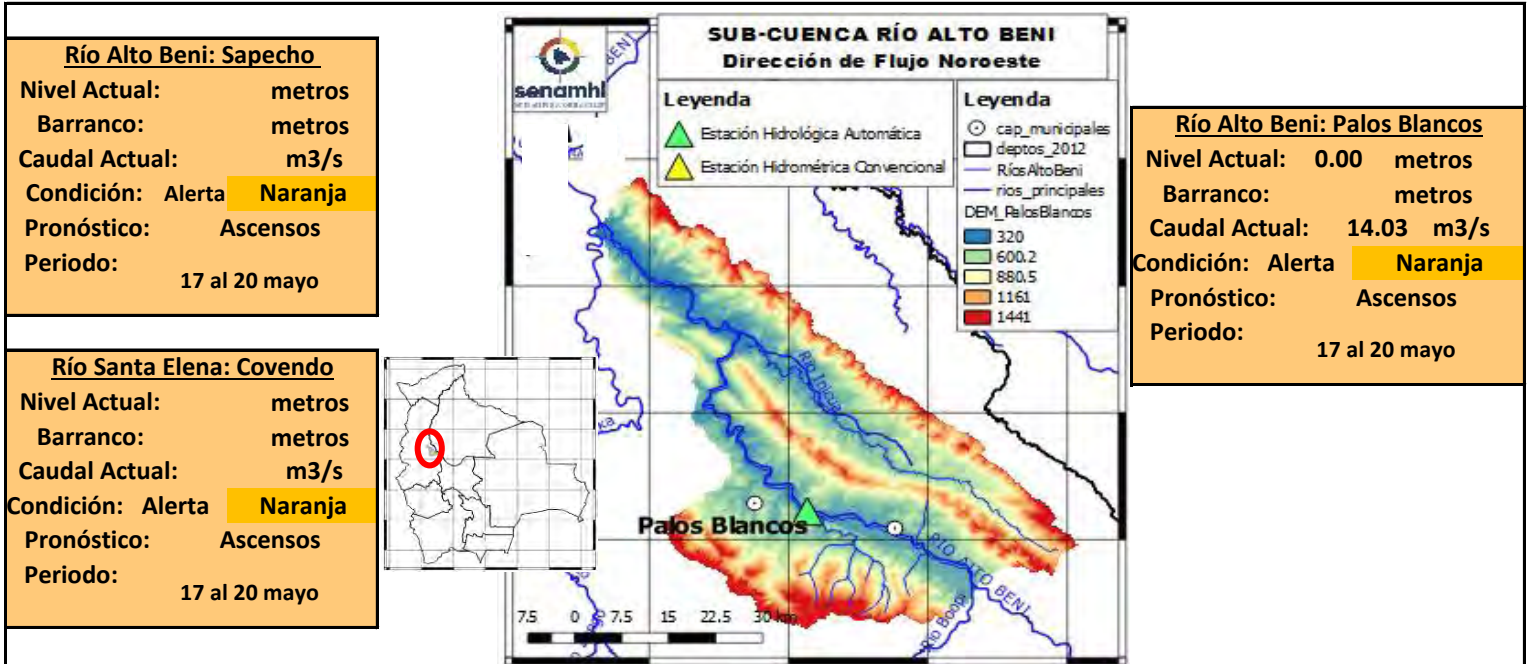 Río Alto Beni: Sapecho
Nivel Actual: metros
Barranco: metros
Caudal Actual: m3/s
Condición: Alerta Naranja
Pronóstico: Ascensos
Periodo:
17 al 20 mayo
Río Santa Elena: Covendo
Nivel Actual: metros
Barranco: metros
Caudal Actual: m3/s
Condición: Alerta Naranja
Pronóstico: Ascensos
Periodo:
17 al 20 mayo
senamhi
SUB-CUENCA RÍO ALTO BENI
Dirección de Flujo Noroeste
Leyenda
Estación Hidrológica Automática
Estación Hidrométrica Convencional
Leyenda
cap_municipales
deptos_2012
RíosAltoBeni
rios_principales
DEM_PalosBlancos
320
600.2
880.5
1161
1441
BENI
Río Inicua
Palos Blancos
RÍO ALTO BENI
Río Boopi
7.5 0 7.5 15 22.5 30 km
Río Alto Beni: Palos Blancos
Nivel Actual: 0.00 metros
Barranco: metros
Caudal Actual: 14.03 m3/s
Condición: Alerta Naranja
Pronóstico: Ascensos
Periodo:
17 al 20 mayo